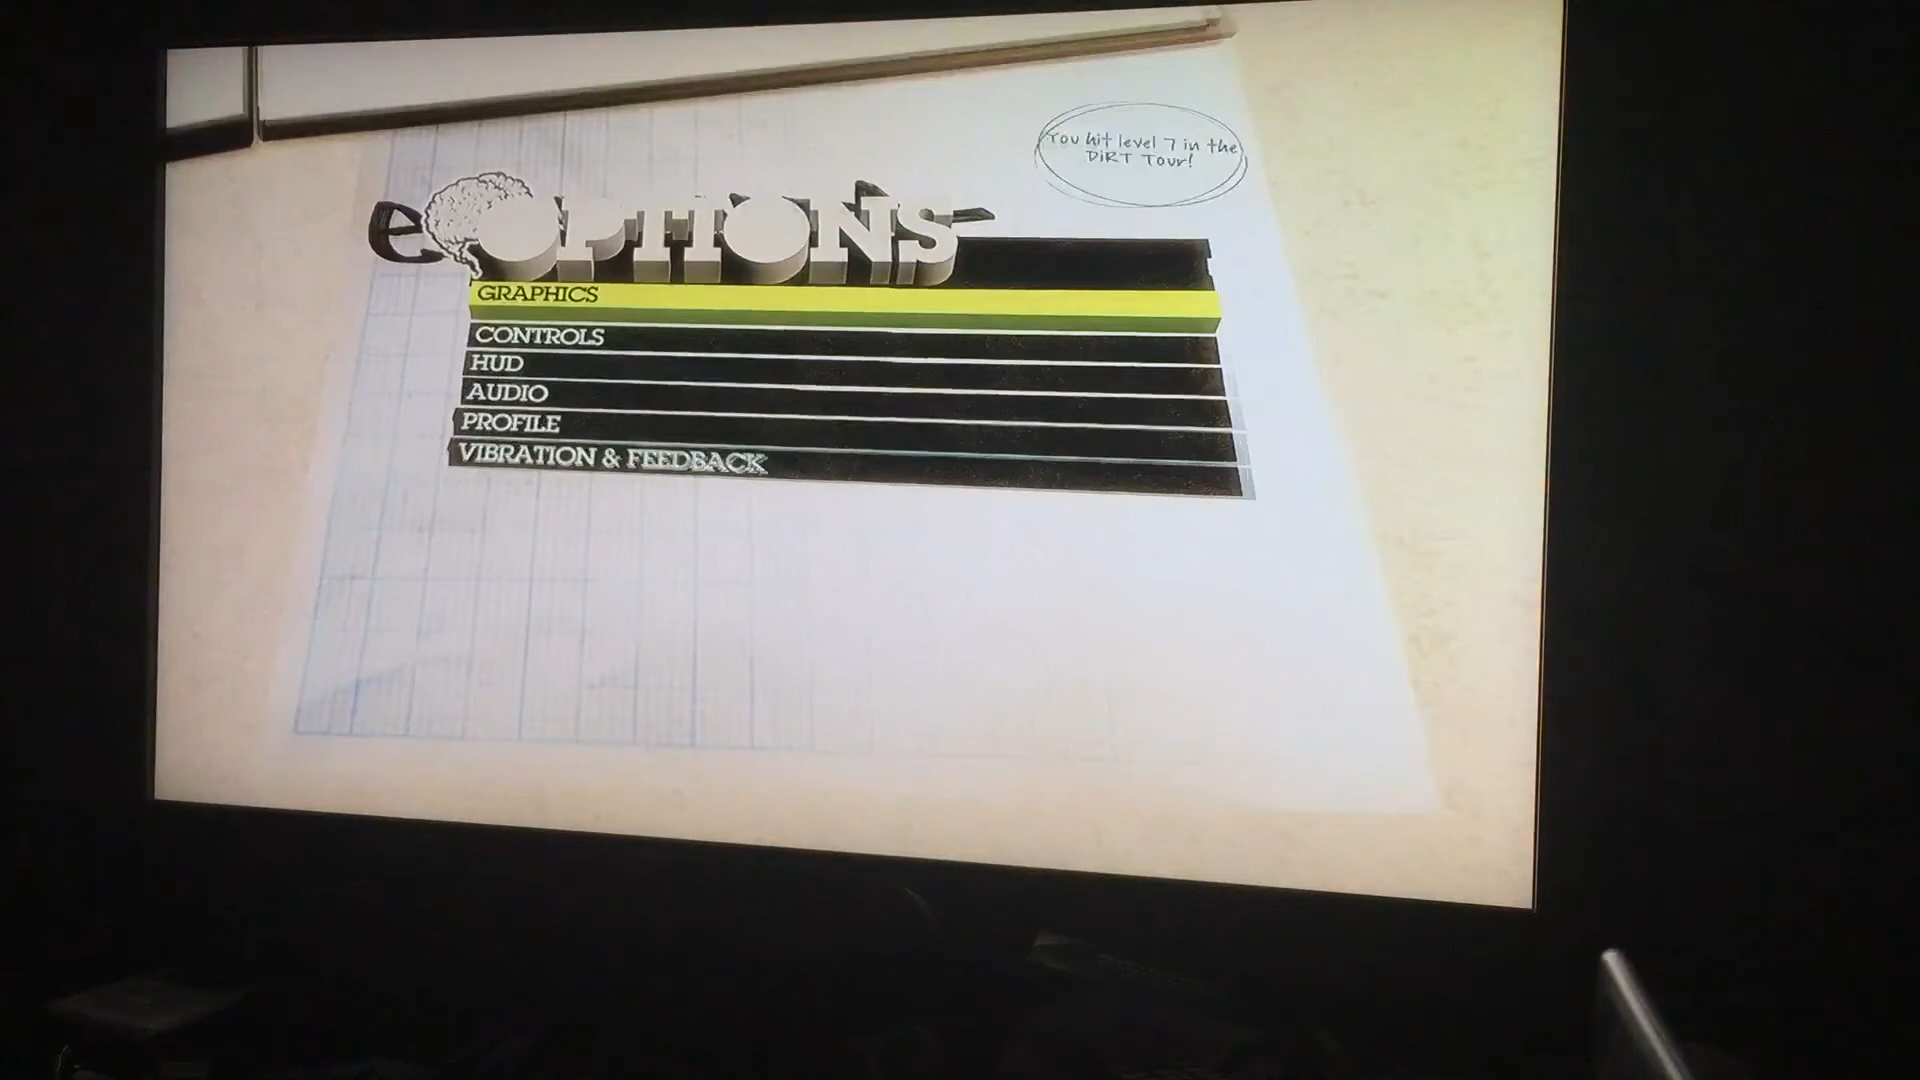 You hit level 7 in the
DiRT Tour!
OPTIONS
GRAPHICS
CONTROLS
HUD
AUDIO
PROFILE
VIBRATION & FEEDBACK